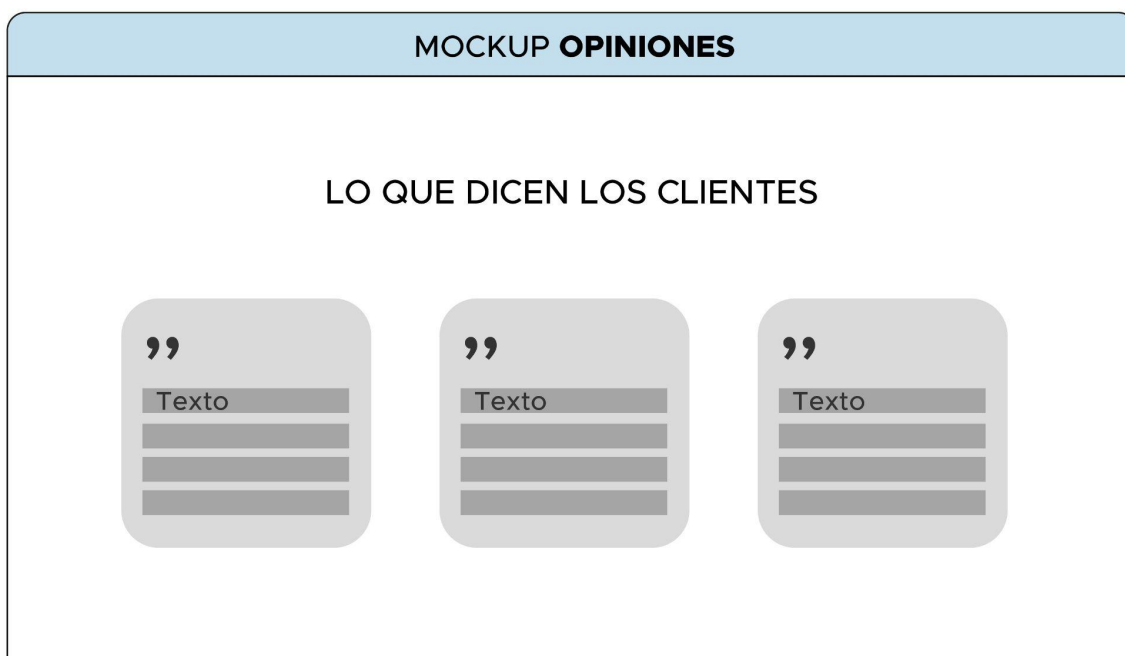 MOCKUP OPINIONES
LO QUE DICEN LOS CLIENTES
” ” ”
Texto Texto Texto